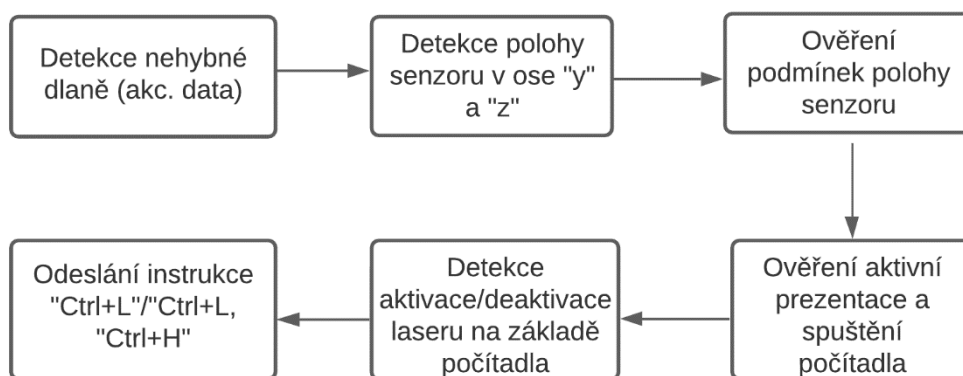 Detekce nehybné
dlaně (akc. data)
Detekce polohy
senzoru v ose "y"
a "z"
Ověření
podmínek polohy
senzoru
Ověření aktivní
prezentace a
spuštění
počítadla
Detekce
aktivace/deaktivace
laseru na základě
počítadla
Odeslání instrukce
"Ctrl+L"/"Ctrl+L,
"Ctrl+H"